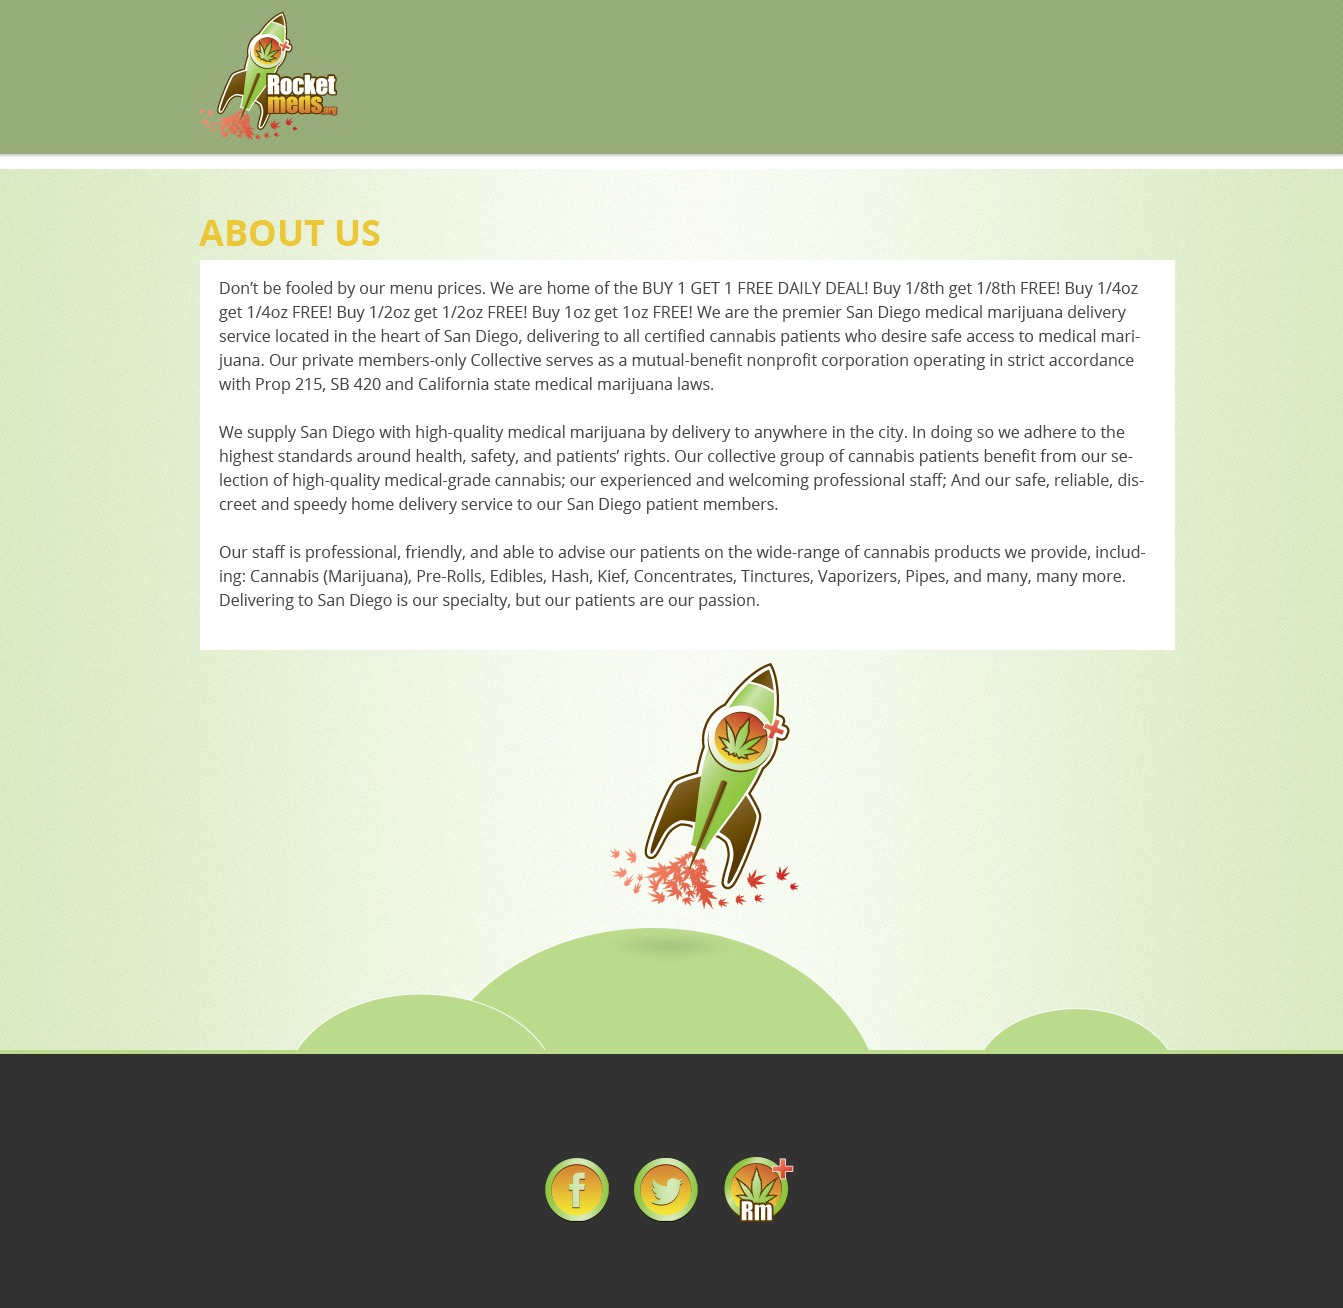 Rocket
meds.org
ABOUT US
Don’t be fooled by our menu prices. We are home of the BUY 1 GET 1 FREE DAILY DEAL! Buy 1/8th get 1/8th FREE! Buy 1/4oz
get 1/4oz FREE! Buy 1/2oz get 1/2oz FREE! Buy 1oz get 1oz FREE! We are the premier San Diego medical marijuana delivery
service located in the heart of San Diego, delivering to all certified cannabis patients who desire safe access to medical mari-
juana. Our private members-only Collective serves as a mutual-benefit nonprofit corporation operating in strict accordance
with Prop 215, SB 420 and California state medical marijuana laws.
We supply San Diego with high-quality medical marijuana by delivery to anywhere in the city. In doing so we adhere to the
highest standards around health, safety, and patients’ rights. Our collective group of cannabis patients benefit from our se-
lection of high-quality medical-grade cannabis; our experienced and welcoming professional staff; And our safe, reliable, dis-
creet and speedy home delivery service to our San Diego patient members.
Our staff is professional, friendly, and able to advise our patients on the wide-range of cannabis products we provide, includ-
ing: Cannabis (Marijuana), Pre-Rolls, Edibles, Hash, Kief, Concentrates, Tinctures, Vaporizers, Pipes, and many, many more.
Delivering to San Diego is our specialty, but our patients are our passion.
f
Rm